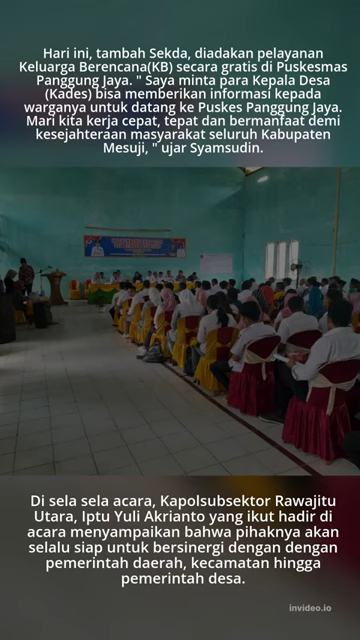 Hari ini, tambah Sekda, diadakan pelayanan
Keluarga Berencana(KB) secara gratis di Puskesmas
Panggung Jaya. " Saya minta para Kepala Desa
(Kades) bisa memberikan informasi kepada
warganya untuk datang ke Puskes Panggung Jaya.
Mari kita kerja cepat, tepat dan bermanfaat demi
kesejahteraan masyarakat seluruh Kabupaten
Mesuji, " ujar Syamsudin.
Di sela sela acara, Kapolsubsektor Rawajitu
Utara, Iptu Yuli Akrianto yang ikut hadir di
acara menyampaikan bahwa pihaknya akan
selalu siap untuk bersinergi dengan dengan
pemerintah daerah, kecamatan hingga
pemerintah desa.
invideo.io